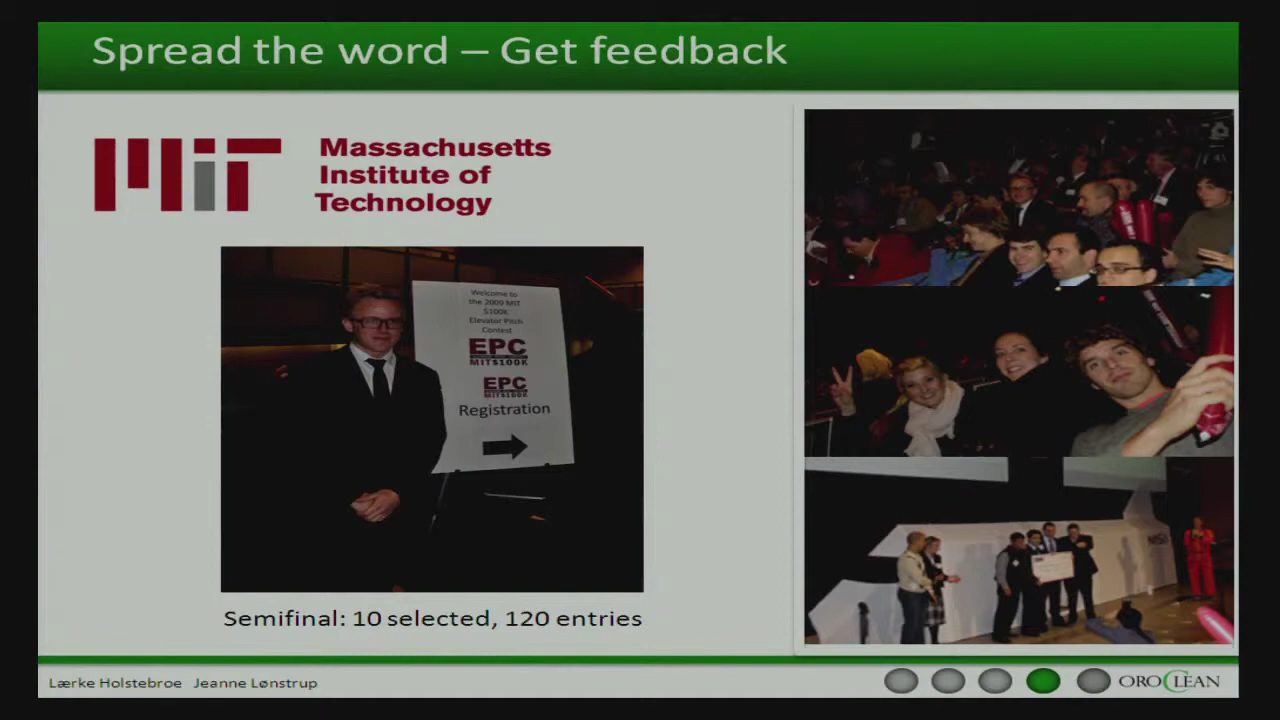 Spread the word – Get feedback
MiT
Massachusetts
Institute of
Technology
Welcome to
the 2009 MIT
$100K
Elevator Pitch
Contest
EPC
MIT$100K
EPC
MIT$100K
Registration
Semifinal: 10 selected, 120 entries
Lærke Holstebroe Jeanne Lønstrup
OROCLEAN